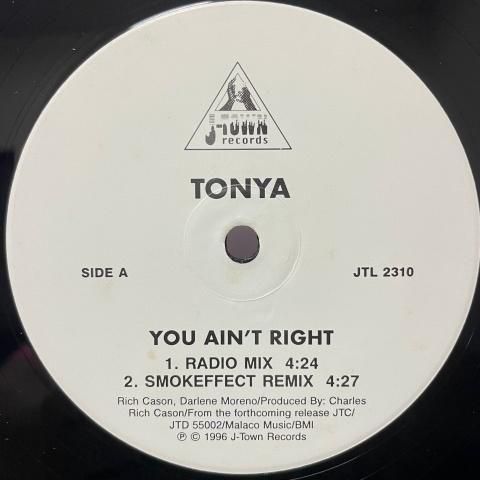 J-TOWN
records
TONYA
SIDE A
JTL 2310
YOU AIN'T RIGHT
1. RADIO MIX 4:24
2. SMOKEFFECT REMIX 4:27
Rich Cason, Darlene Moreno/Produced By: Charles
Rich Cason/From the forthcoming release JTC/
JTD 55002/Malaco Music/BMI
℗ © 1996 J-Town Records